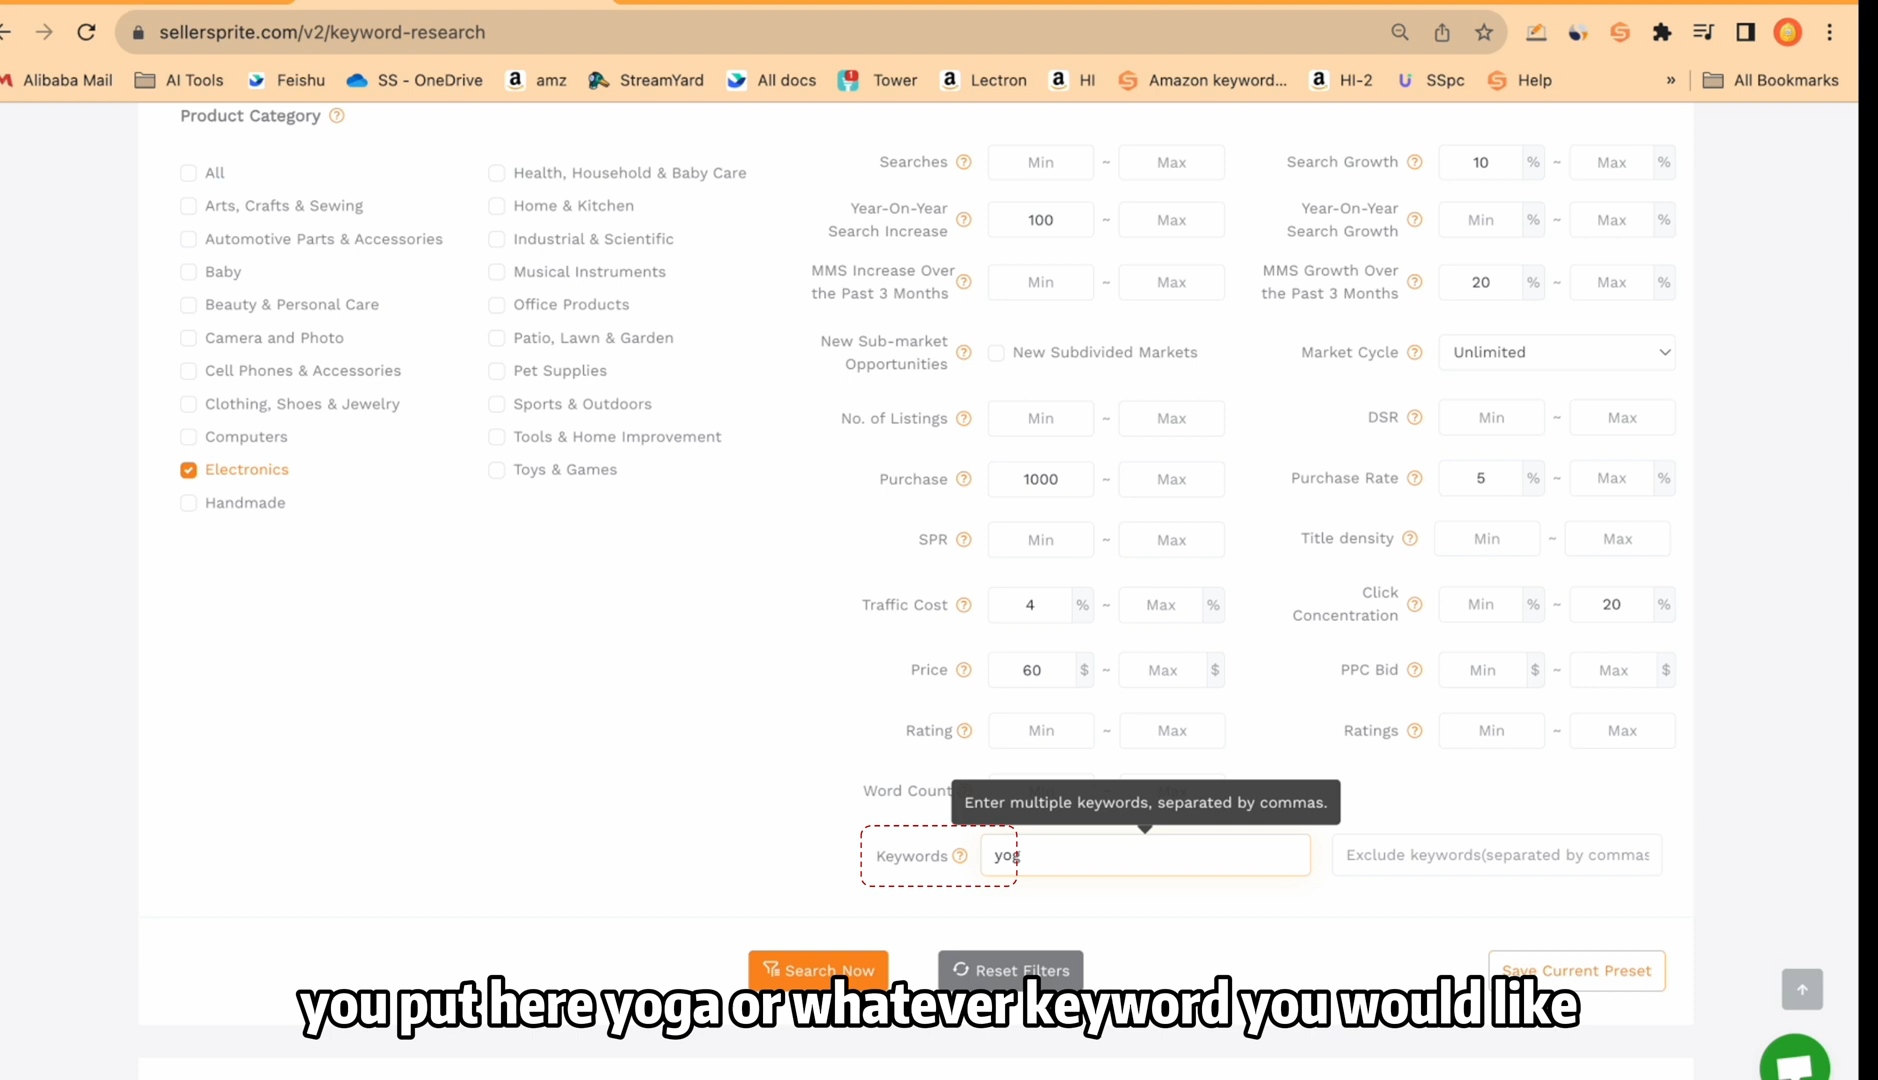 sellersprite.com/v2/keyword-research
Alibaba Mail AI Tools Feishu SS - OneDrive amz StreamYard All docs Tower Lectron HI Amazon keyword... HI-2 SSpc Help » All Bookmarks
Product Category
All
Arts, Crafts & Sewing
Automotive Parts & Accessories
Baby
Beauty & Personal Care
Camera and Photo
Cell Phones & Accessories
Clothing, Shoes & Jewelry
Computers
Electronics
Handmade
Health, Household & Baby Care
Home & Kitchen
Industrial & Scientific
Musical Instruments
Office Products
Patio, Lawn & Garden
Pet Supplies
Sports & Outdoors
Tools & Home Improvement
Toys & Games
Searches Min ~ Max
Search Growth 10 % ~ Max %
Year-On-Year
Search Increase 100 ~ Max
Year-On-Year
Search Growth Min % ~ Max %
MMS Increase Over
the Past 3 Months Min ~ Max
MMS Growth Over
the Past 3 Months 20 % ~ Max %
New Sub-market
Opportunities New Subdivided Markets
Market Cycle Unlimited
No. of Listings Min ~ Max
DSR Min ~ Max
Purchase 1000 ~ Max
Purchase Rate 5 % ~ Max %
SPR Min ~ Max
Title density Min ~ Max
Traffic Cost 4 % ~ Max %
Click
Concentration Min % ~ 20 %
Price 60 $ ~ Max $
PPC Bid Min $ ~ Max $
Rating Min ~ Max
Ratings Min ~ Max
Word Count
Enter multiple keywords, separated by commas.
Keywords yog
Exclude keywords(separated by commas
Search Now Reset Filters Save Current Preset
you put here yoga or whatever keyword you would like